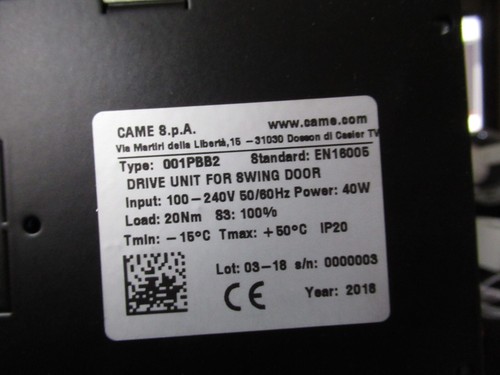 CAME S.p.A. www.came.com
Via Martiri della Libertà,15 - 31030 Dosson di Casier TV
Type: 001PBB2 Standard: EN16005
DRIVE UNIT FOR SWING DOOR
Input: 100-240V 50/60Hz Power: 40W
Load: 20Nm S3: 100%
Tmin: -15°C Tmax: +50°C IP20
Lot: 03-18 s/n: 0000003
CE Year: 2018